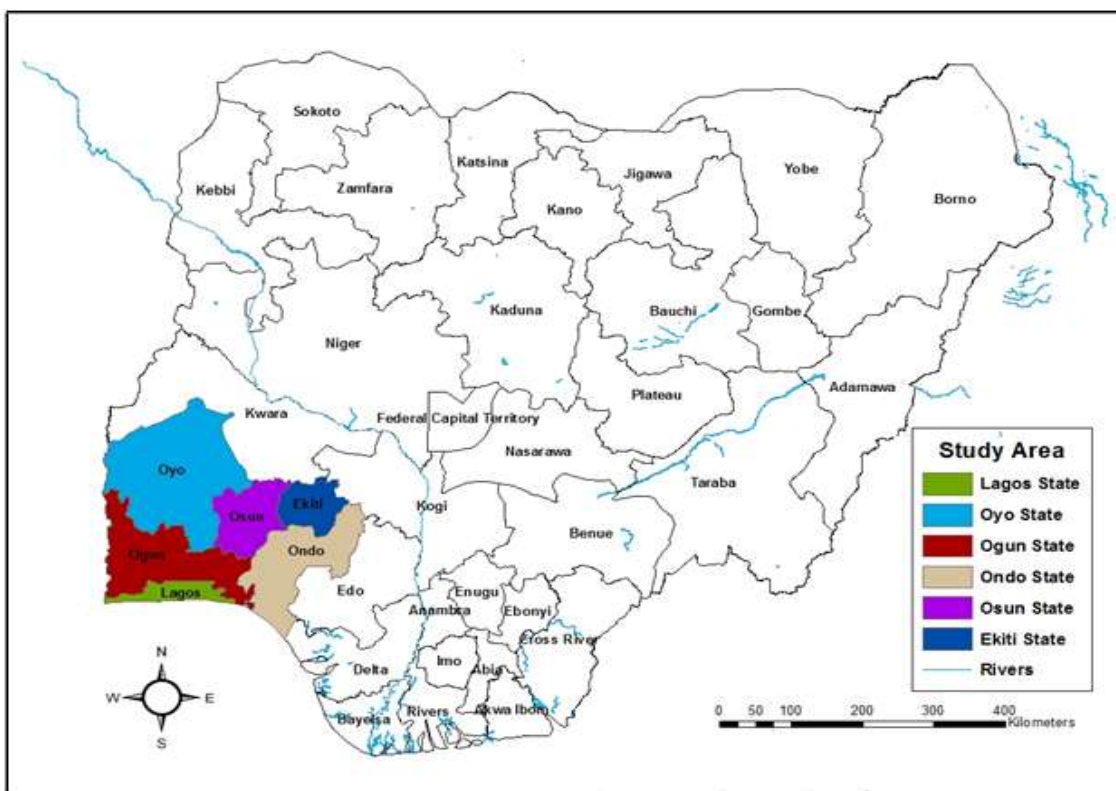 Sokoto
Katsina
Yobe
Jigawa
Kebbi
Zamfara
Kano
Borno
Kaduna
Bauchi
Gombe
Niger
Adamawa
Plateau
Kwara
Federal Capital Territory
Nasarawa
Oyo
Taraba
Kogi
Ekiti
Osun
Benue
Ondo
Ogun
Edo
Lagos
Enugu
Anambra
Ebonyi
Cross River
Imo
Abia
Delta
Bayelsa
Rivers
Akwa Ibom
Study Area
Lagos State
Oyo State
Ogun State
Ondo State
Osun State
Ekiti State
Rivers
N
W
E
S
0 50 100 200 300 400
Kilometers